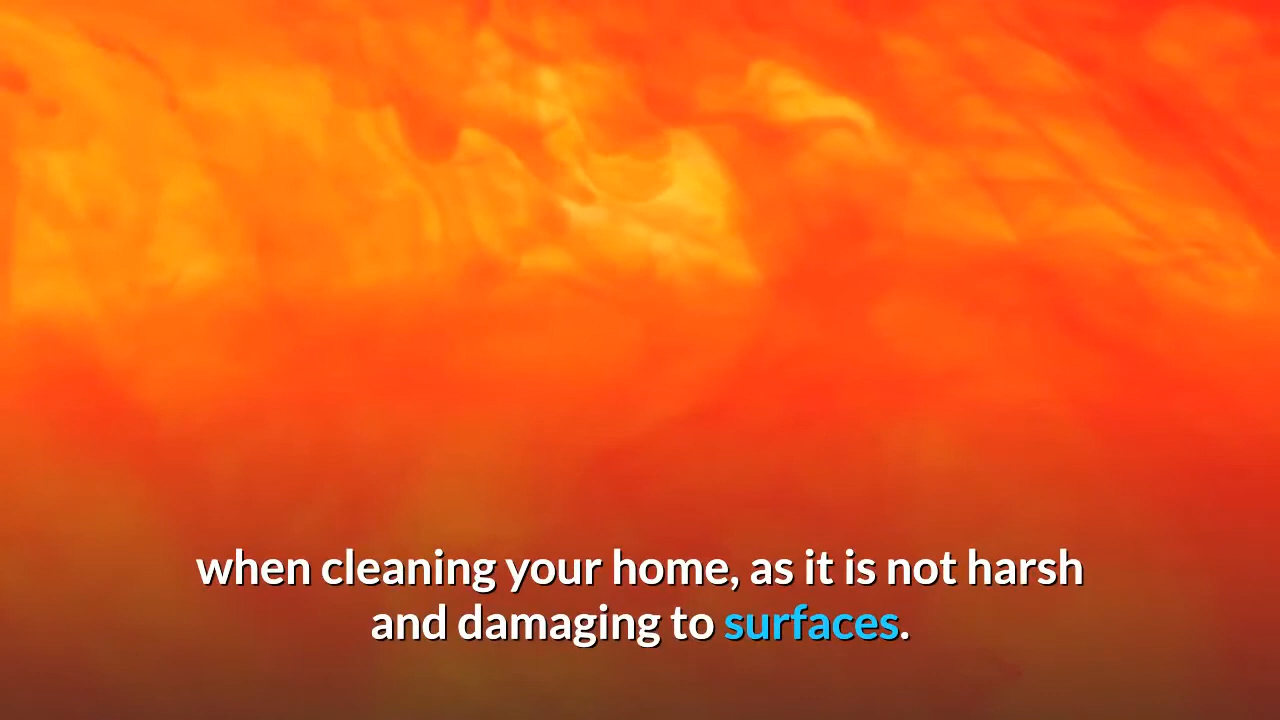 when cleaning your home, as it is not harsh
and damaging to surfaces.